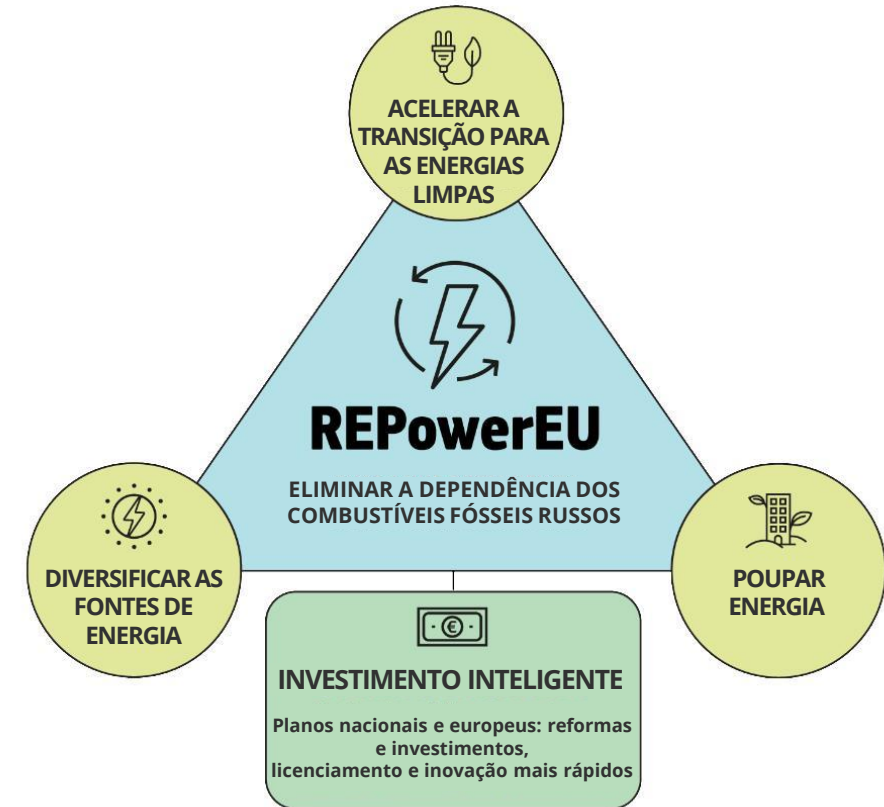 ACELERAR A
TRANSIÇÃO PARA
AS ENERGIAS
LIMPAS
REPowerEU
ELIMINAR A DEPENDÊNCIA DOS
COMBUSTÍVEIS FÓSSEIS RUSSOS
DIVERSIFICAR AS
FONTES DE
ENERGIA
POUPAR
ENERGIA
€
INVESTIMENTO INTELIGENTE
Planos nacionais e europeus: reformas
e investimentos,
licenciamento e inovação mais rápidos